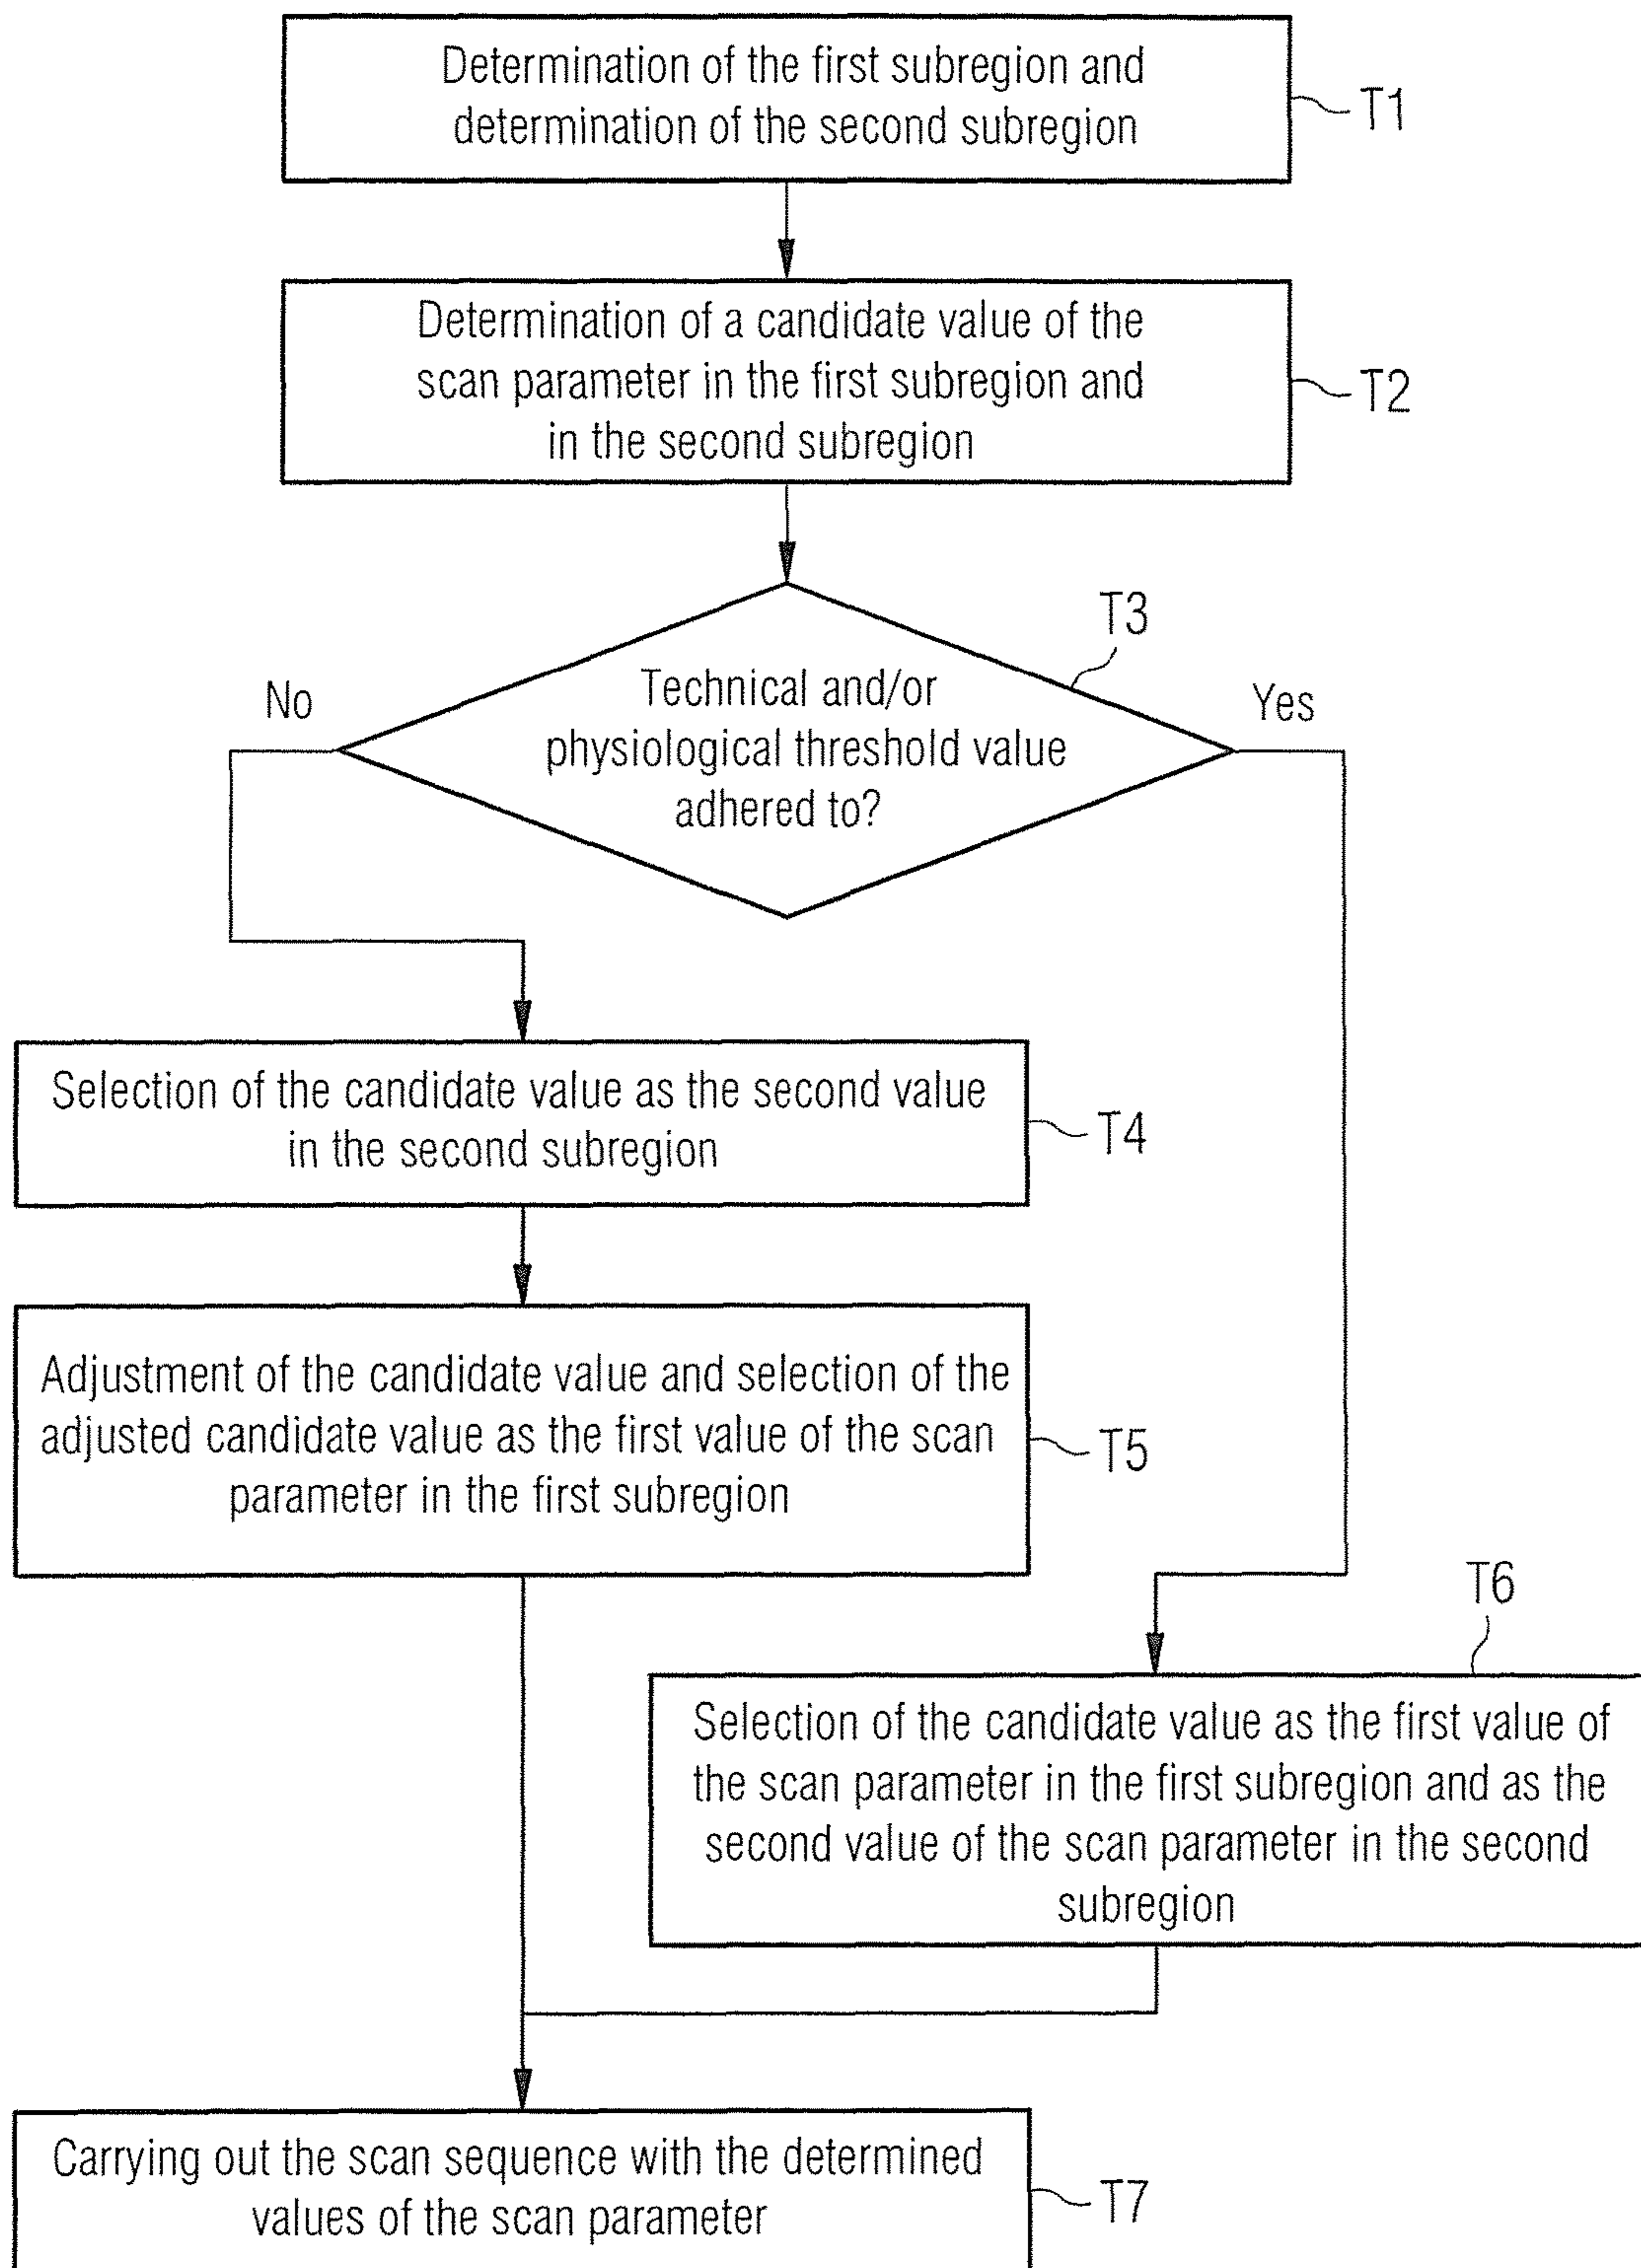 Determination of the first subregion and
determination of the second subregion
T1
Determination of a candidate value of the
scan parameter in the first subregion and
in the second subregion
T2
T3
No
Technical and/or
physiological threshold value
adhered to?
Yes
Selection of the candidate value as the second value
in the second subregion
T4
Adjustment of the candidate value and selection of the
adjusted candidate value as the first value of the scan
parameter in the first subregion
T5
T6
Selection of the candidate value as the first value of
the scan parameter in the first subregion and as the
second value of the scan parameter in the second
subregion
Carrying out the scan sequence with the determined
values of the scan parameter
T7